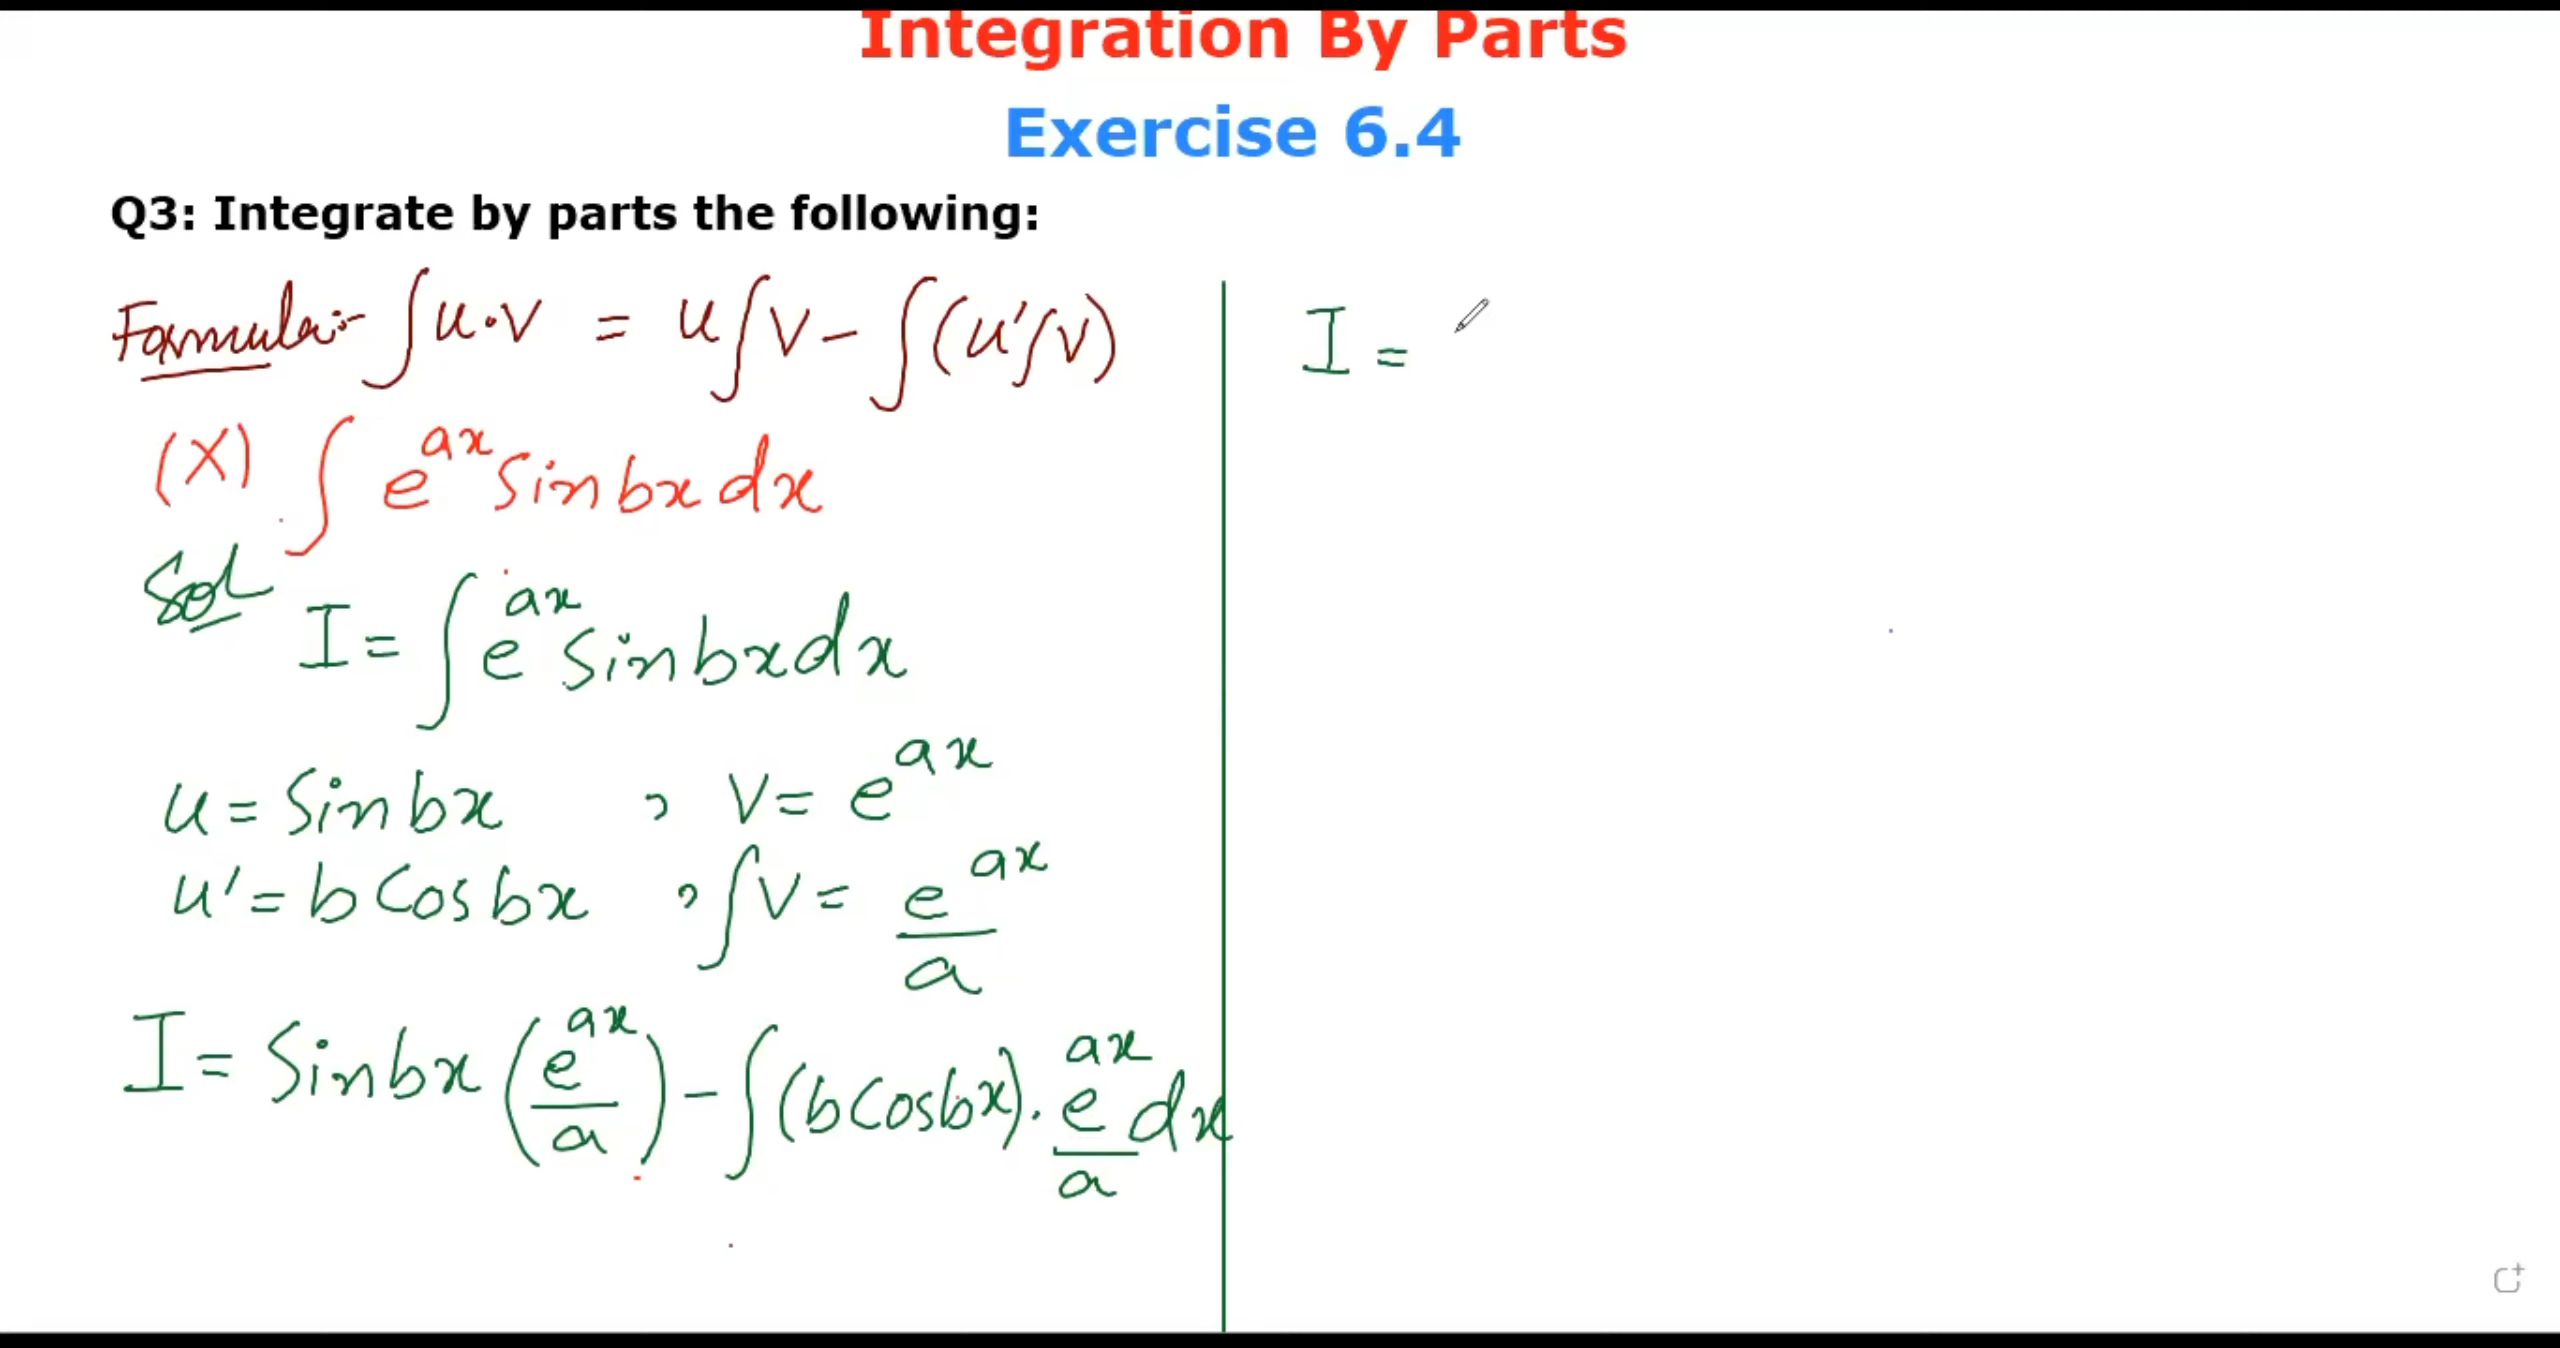 Integration By Parts
Exercise 6.4
Q3: Integrate by parts the following:
Formula:- ∫u·v = u∫v - ∫(u'∫v)
(X) ∫ e^ax Sin bx dx
Sol
I = ∫ e^ax Sin bx dx
u = Sin bx , v = e^ax
u' = b Cos bx , ∫v = e^ax/a
I = Sin bx (e^ax/a) - ∫(b Cos bx) · e^ax/a dx
I =